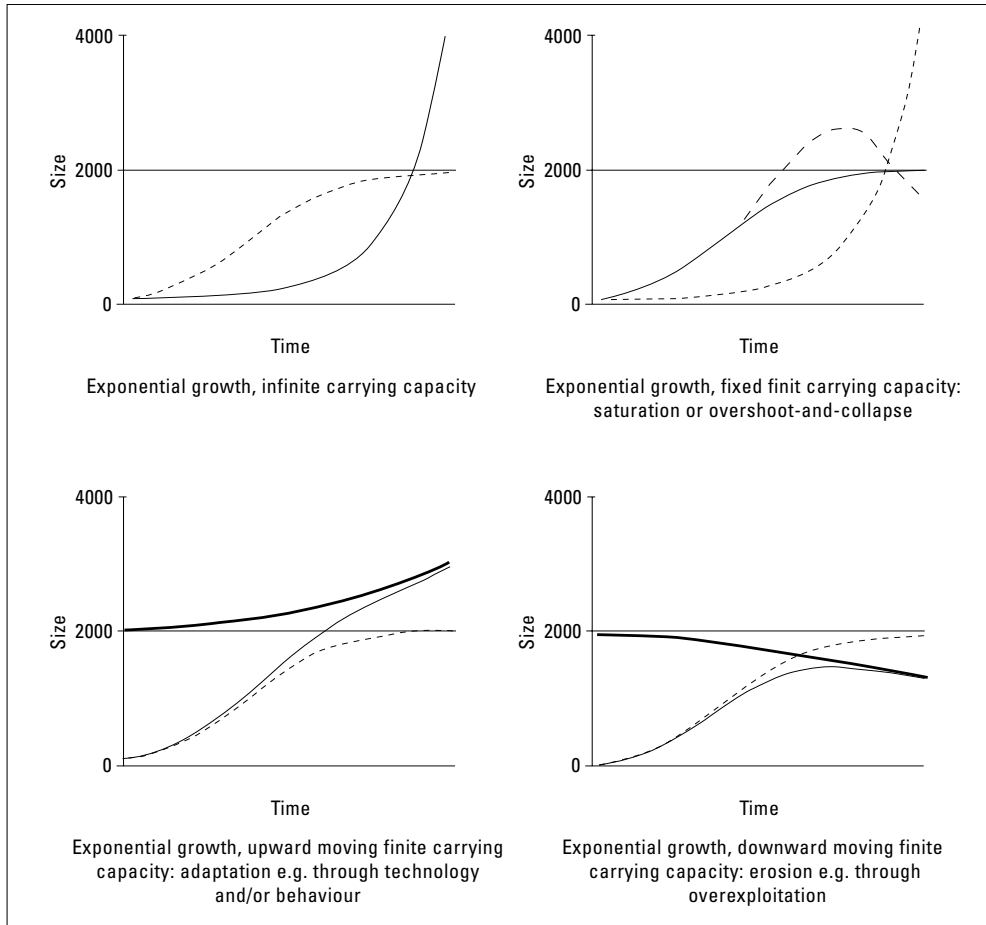 4000
2000
0
Size
Time
Exponential growth, infinite carrying capacity
4000
2000
0
Size
Time
Exponential growth, fixed finit carrying capacity:
saturation or overshoot-and-collapse
4000
2000
0
Size
Time
Exponential growth, upward moving finite carrying
capacity: adaptation e.g. through technology
and/or behaviour
4000
2000
0
Size
Time
Exponential growth, downward moving finite
carrying capacity: erosion e.g. through
overexploitation